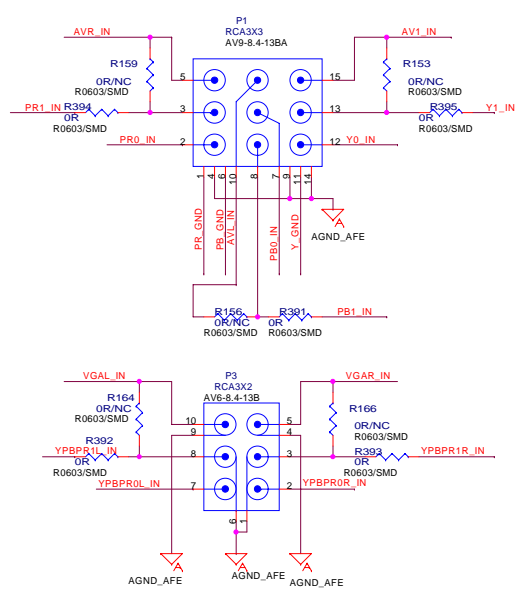 P1
RCA3X3
AV9-8.4-13BA
AVR_IN
AV1_IN
R159
0R/NC
R0603/SMD
R153
0R/NC
R0603/SMD
5
15
PR1_IN
R394
0R
R0603/SMD
3
13
R395
0R
R0603/SMD
Y1_IN
PR0_IN
2
12
Y0_IN
1
4
6
10
8
7
9
11
14
PR_GND
PB_GND
AVL_IN
PB0_IN
Y_GND
A
AGND_AFE
R156
0R/NC
R0603/SMD
R391
0R
R0603/SMD
PB1_IN
P3
RCA3X2
AV6-8.4-13B
VGAL_IN
VGAR_IN
R164
0R/NC
R0603/SMD
R166
0R/NC
R0603/SMD
10
9
5
4
YPBPR1L_IN
R392
0R
R0603/SMD
8
3
R393
0R
R0603/SMD
YPBPR1R_IN
YPBPR0L_IN
7
2
YPBPR0R_IN
6
1
A
A
A
AGND_AFE
AGND_AFE
AGND_AFE